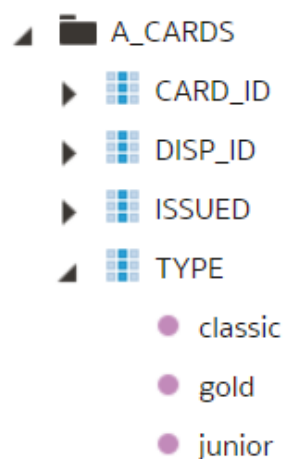 A_CARDS
CARD_ID
DISP_ID
ISSUED
TYPE
classic
gold
junior